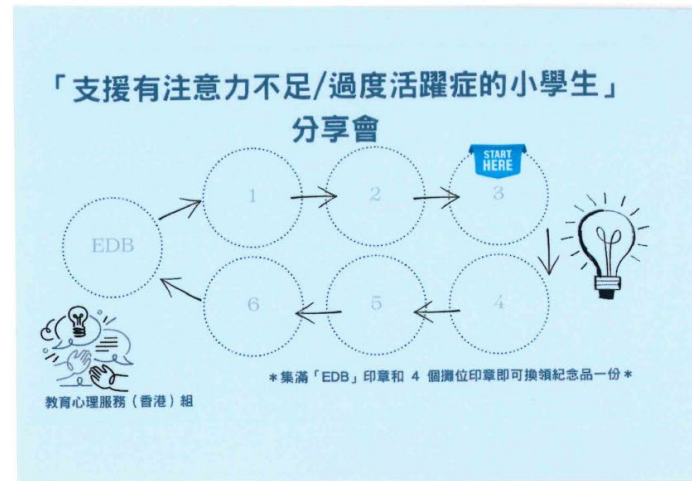 「支援有注意力不足/過度活躍症的小學生」
分享會
START
HERE
1
2
3
EDB
6
5
4
*集滿「EDB」印章和 4 個攤位印章即可換領紀念品一份*
教育心理服務（香港）組